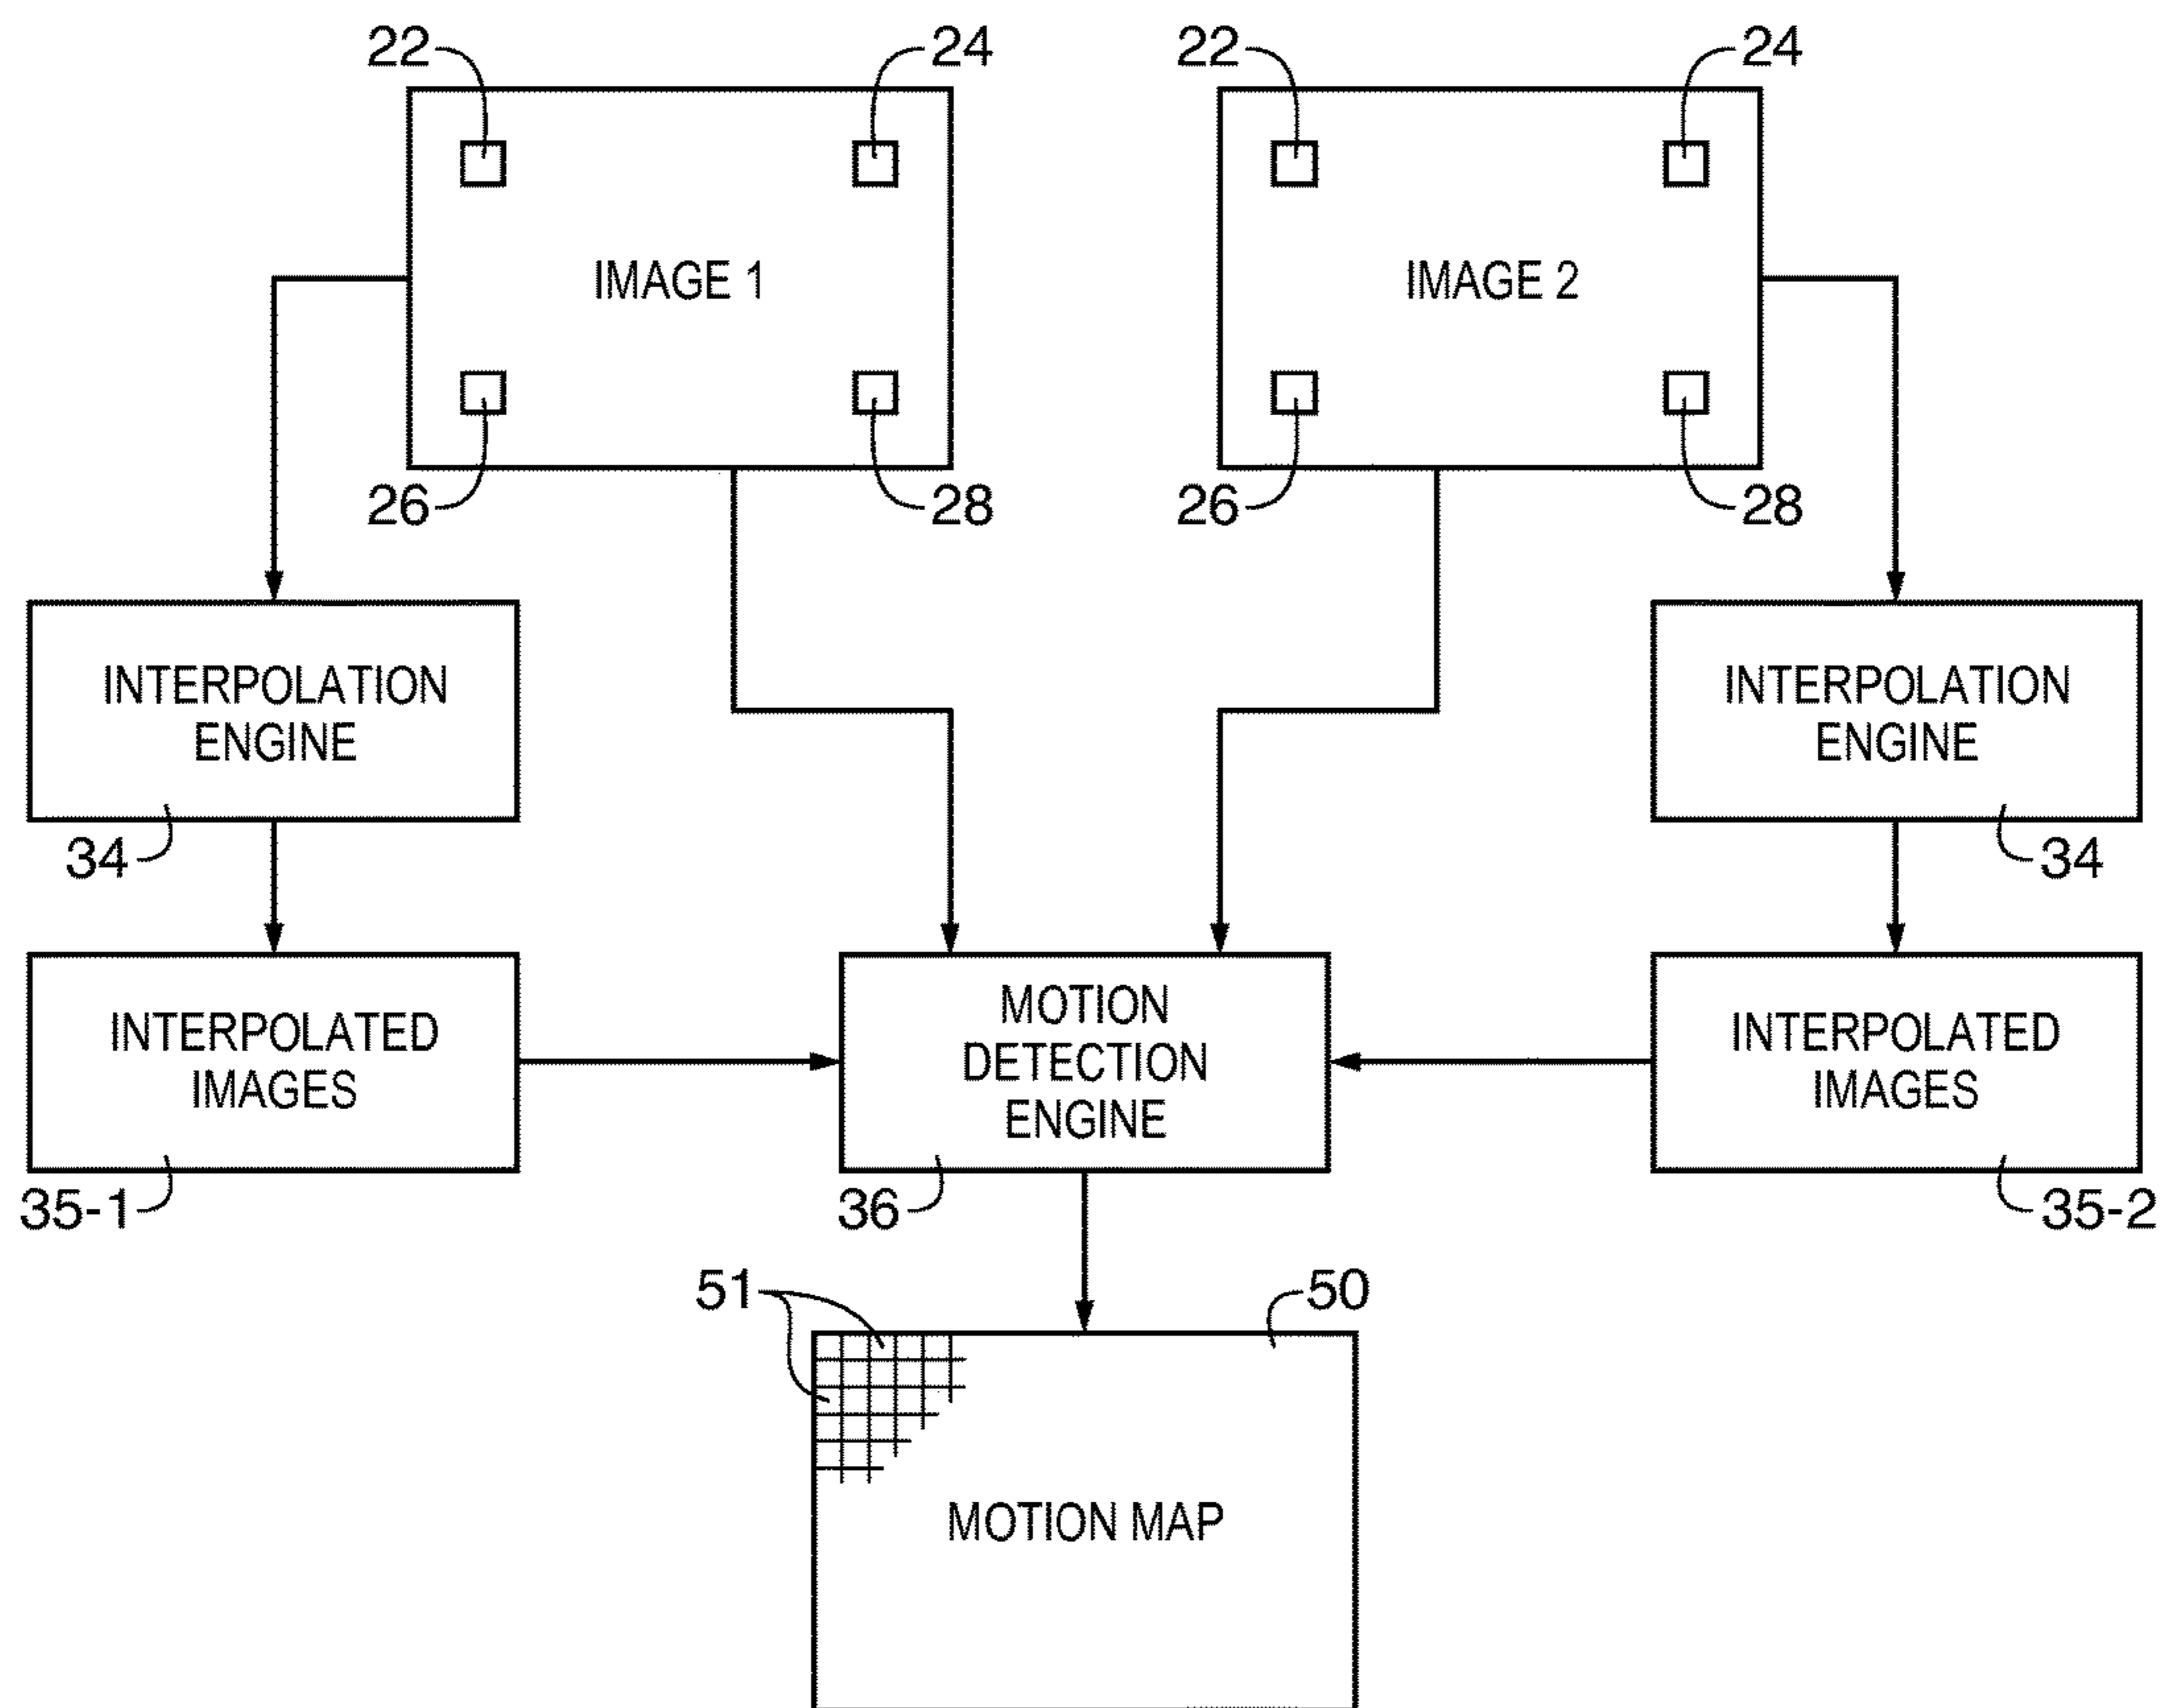 22
24
22
24
IMAGE 1
IMAGE 2
26
28
26
28
INTERPOLATION
ENGINE
INTERPOLATION
ENGINE
34
34
INTERPOLATED
IMAGES
MOTION
DETECTION
ENGINE
INTERPOLATED
IMAGES
35-1
36
35-2
51
50
MOTION MAP